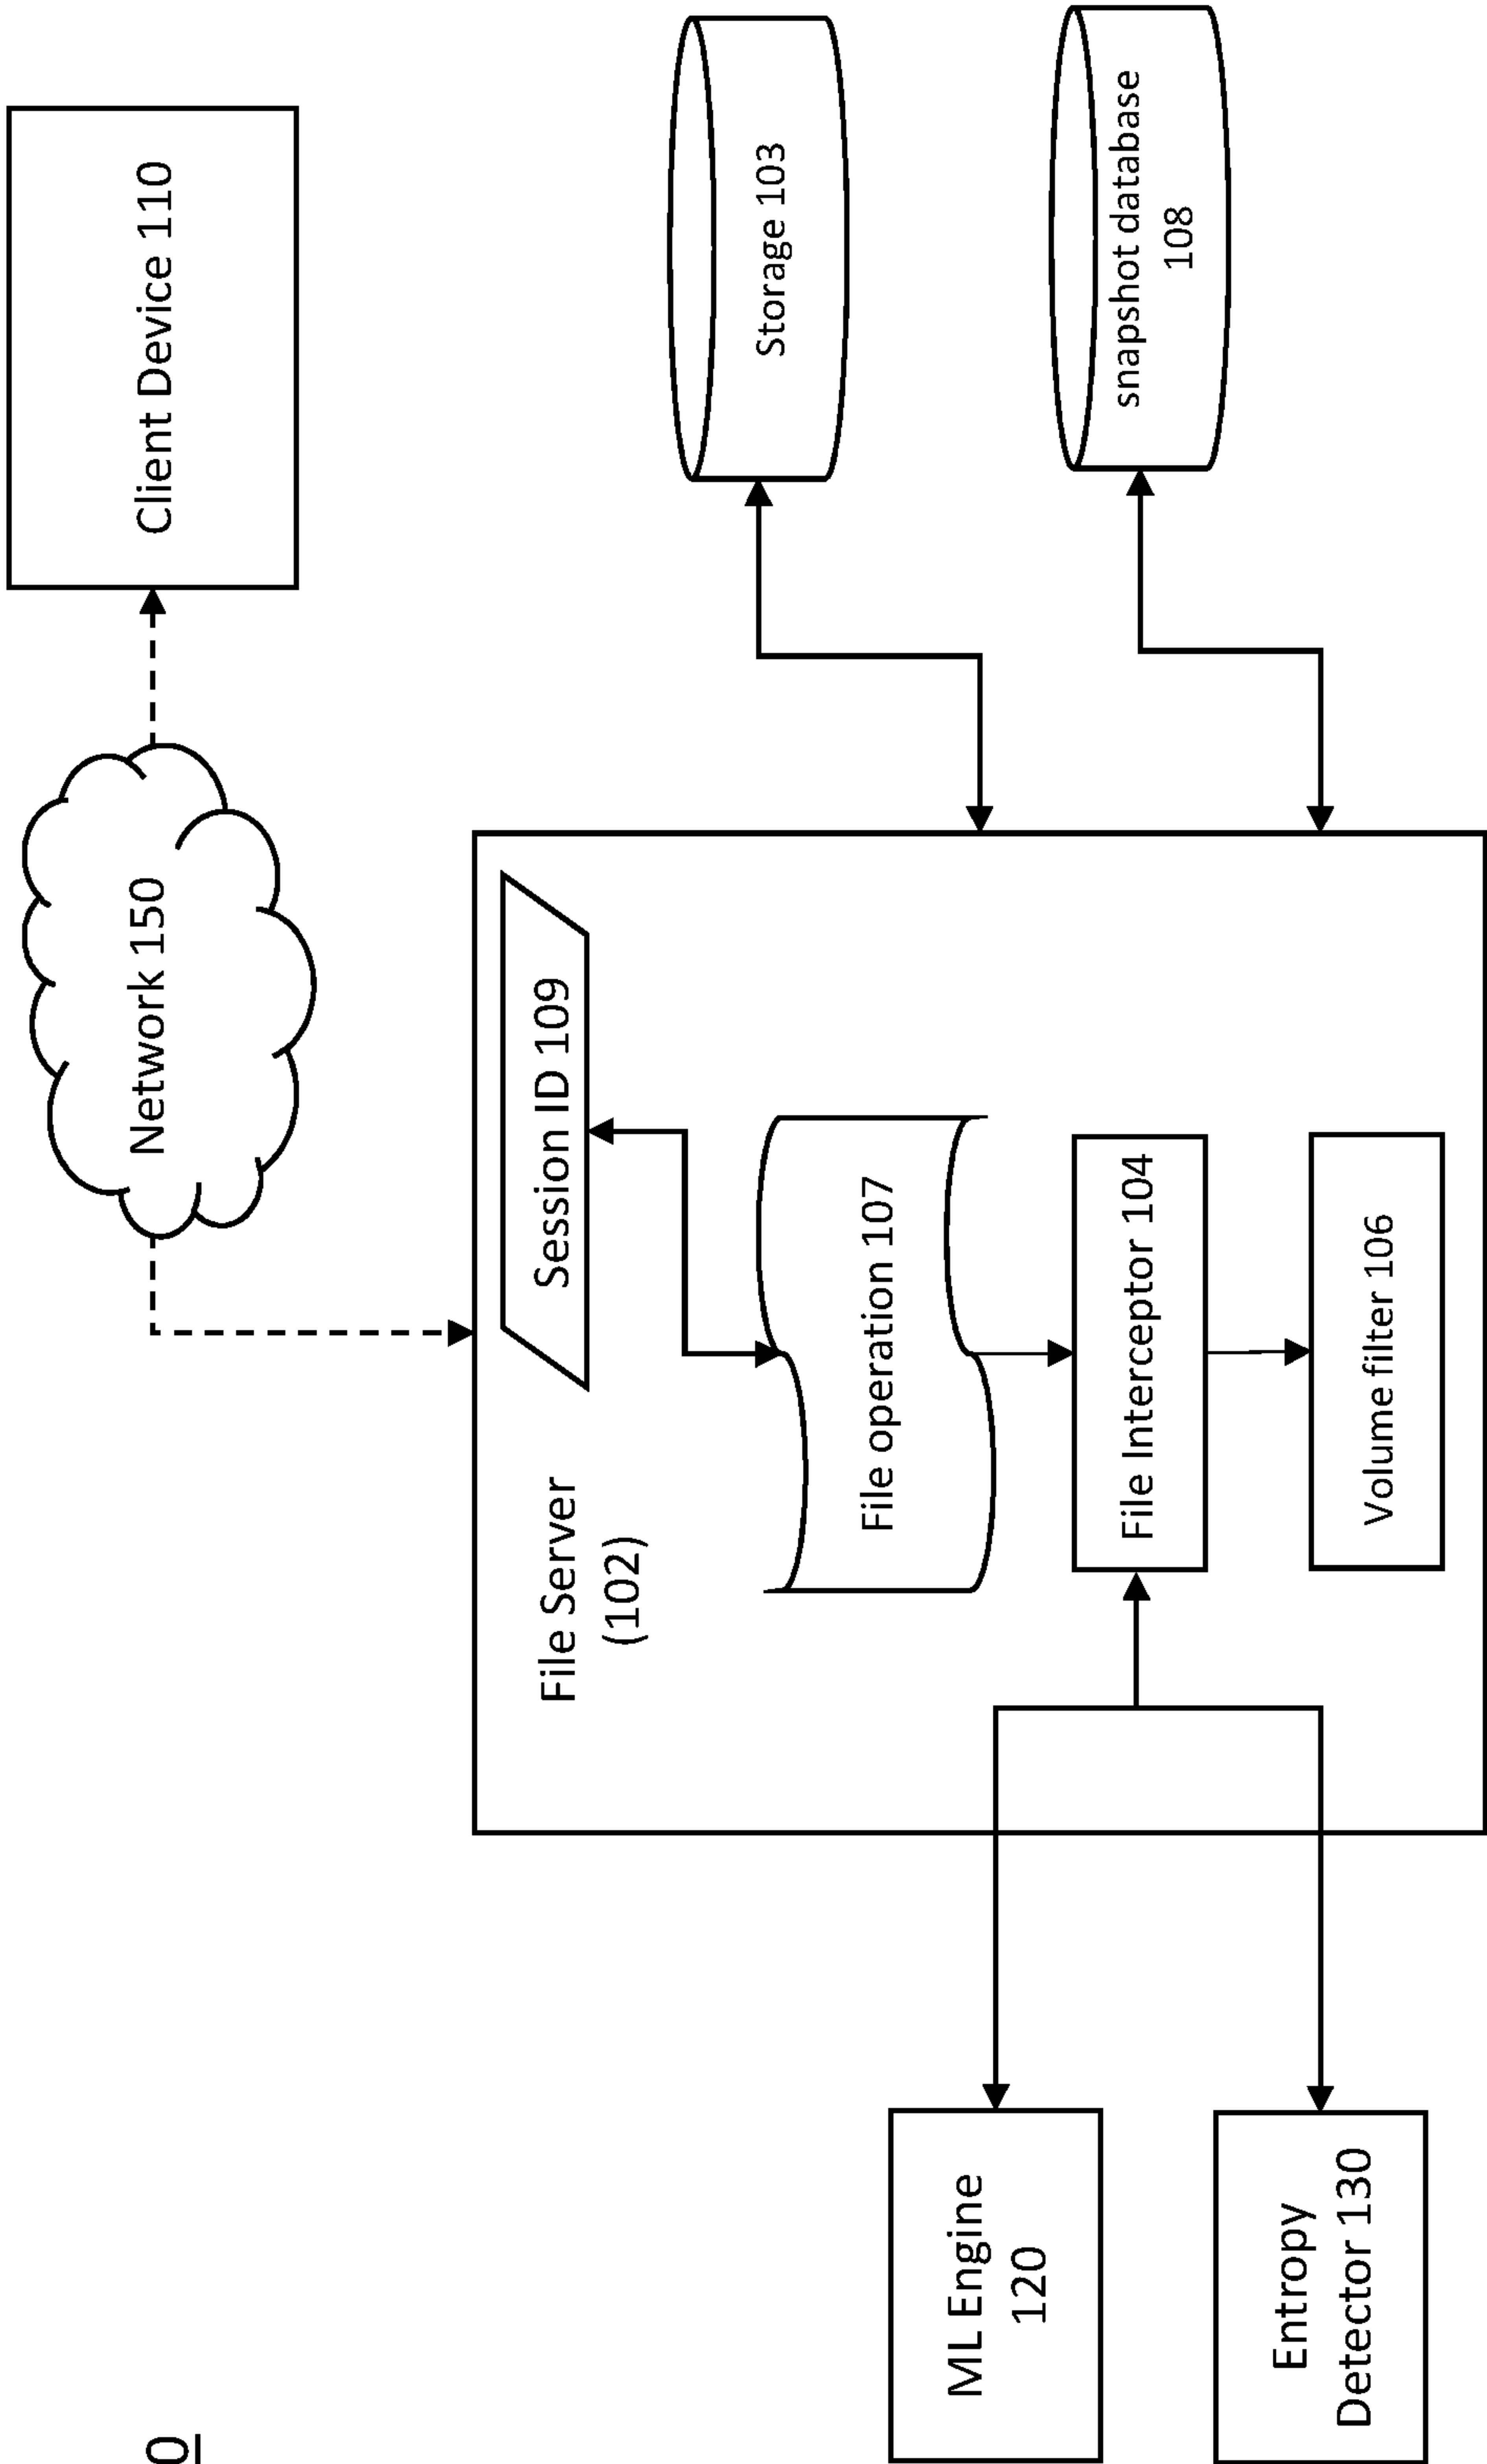 0
Network 150
Client Device 110
File Server
(102)
Session ID 109
Storage 103
File operation 107
ML Engine
120
File Interceptor 104
snapshot database
108
Entropy
Detector 130
Volume filter 106